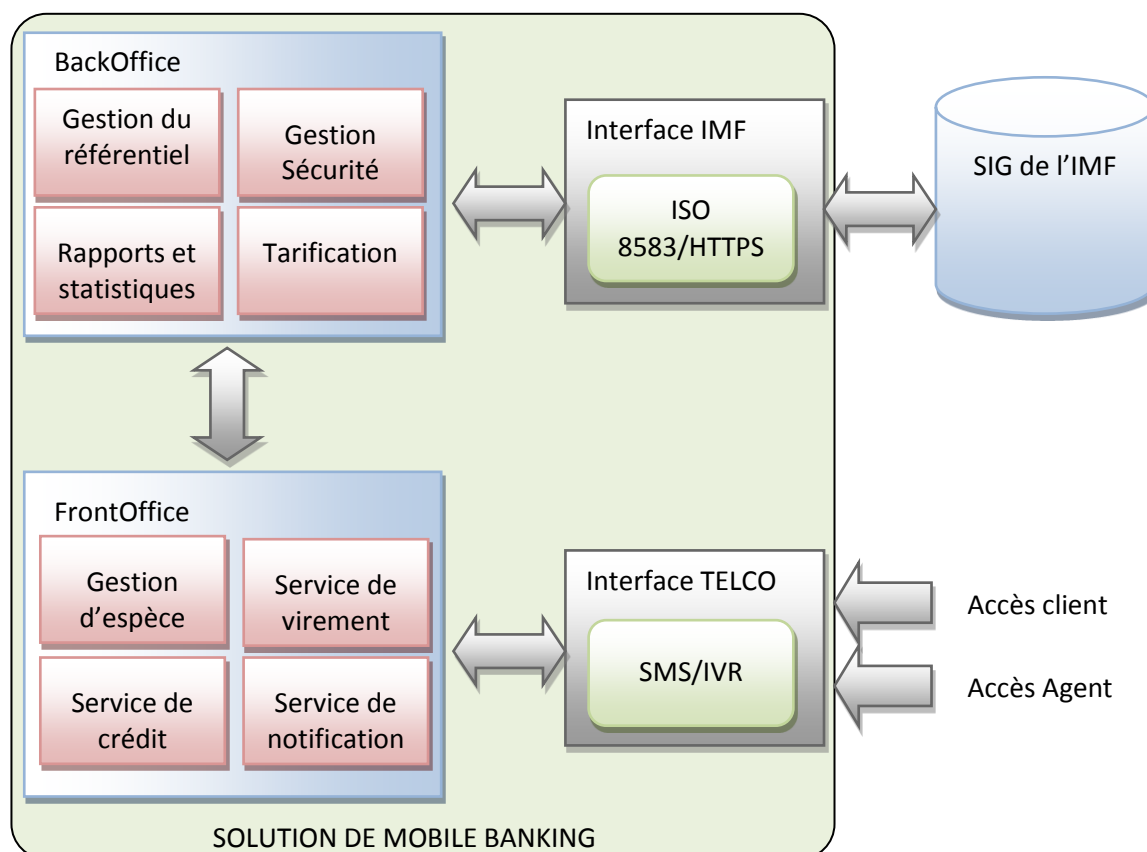 BackOffice
Gestion du
référentiel
Gestion
Sécurité
Rapports et
statistiques
Tarification
Interface IMF
ISO
8583/HTTPS
SIG de l’IMF
FrontOffice
Gestion
d’espèce
Service de
virement
Service de
crédit
Service de
notification
Interface TELCO
SMS/IVR
Accès client
Accès Agent
SOLUTION DE MOBILE BANKING